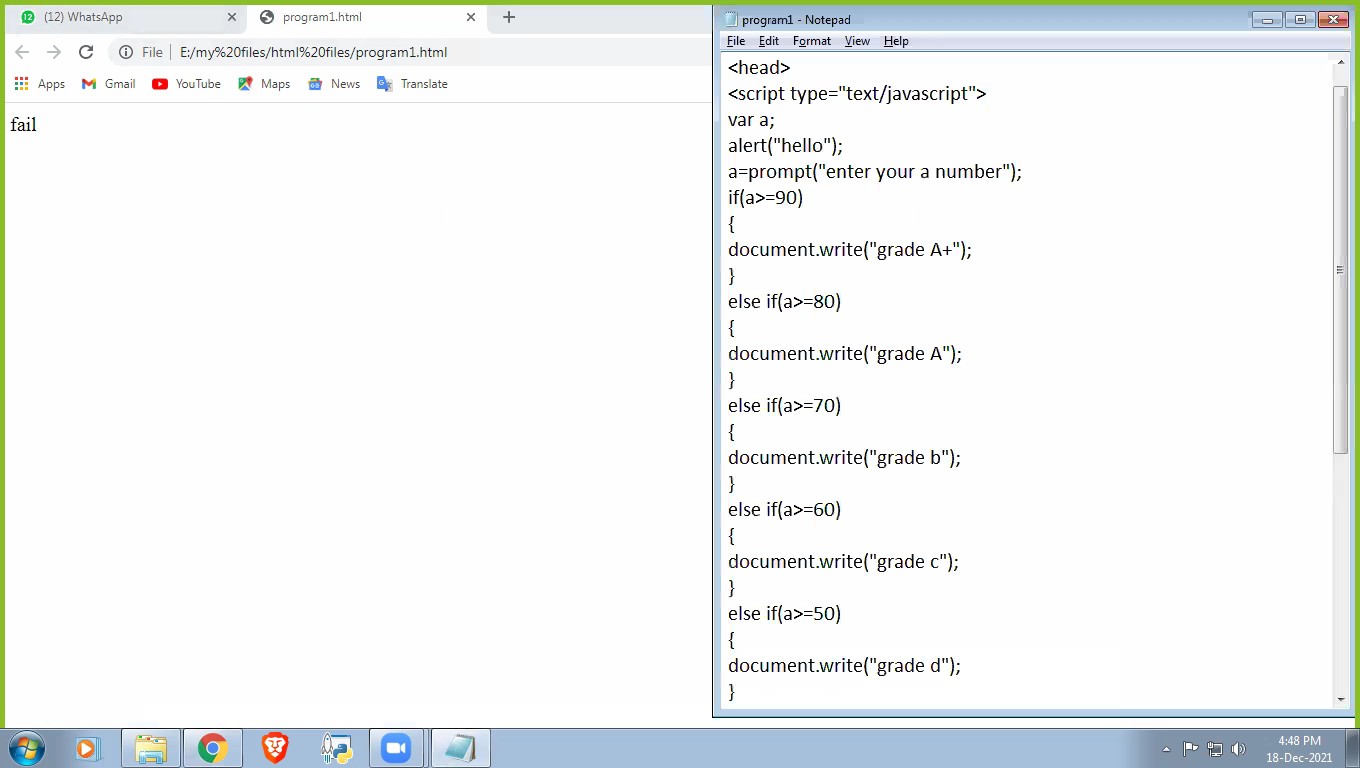 (12) WhatsApp
program1.html
File
E:/my%20files/html%20files/program1.html
Apps
Gmail
YouTube
Maps
News
Translate
fail
program1 - Notepad
File Edit Format View Help
<head>
<script type="text/javascript">
var a;
alert("hello");
a=prompt("enter your a number");
if(a>=90)
{
document.write("grade A+");
}
else if(a>=80)
{
document.write("grade A");
}
else if(a>=70)
{
document.write("grade b");
}
else if(a>=60)
{
document.write("grade c");
}
else if(a>=50)
{
document.write("grade d");
}
4:48 PM
18-Dec-2021